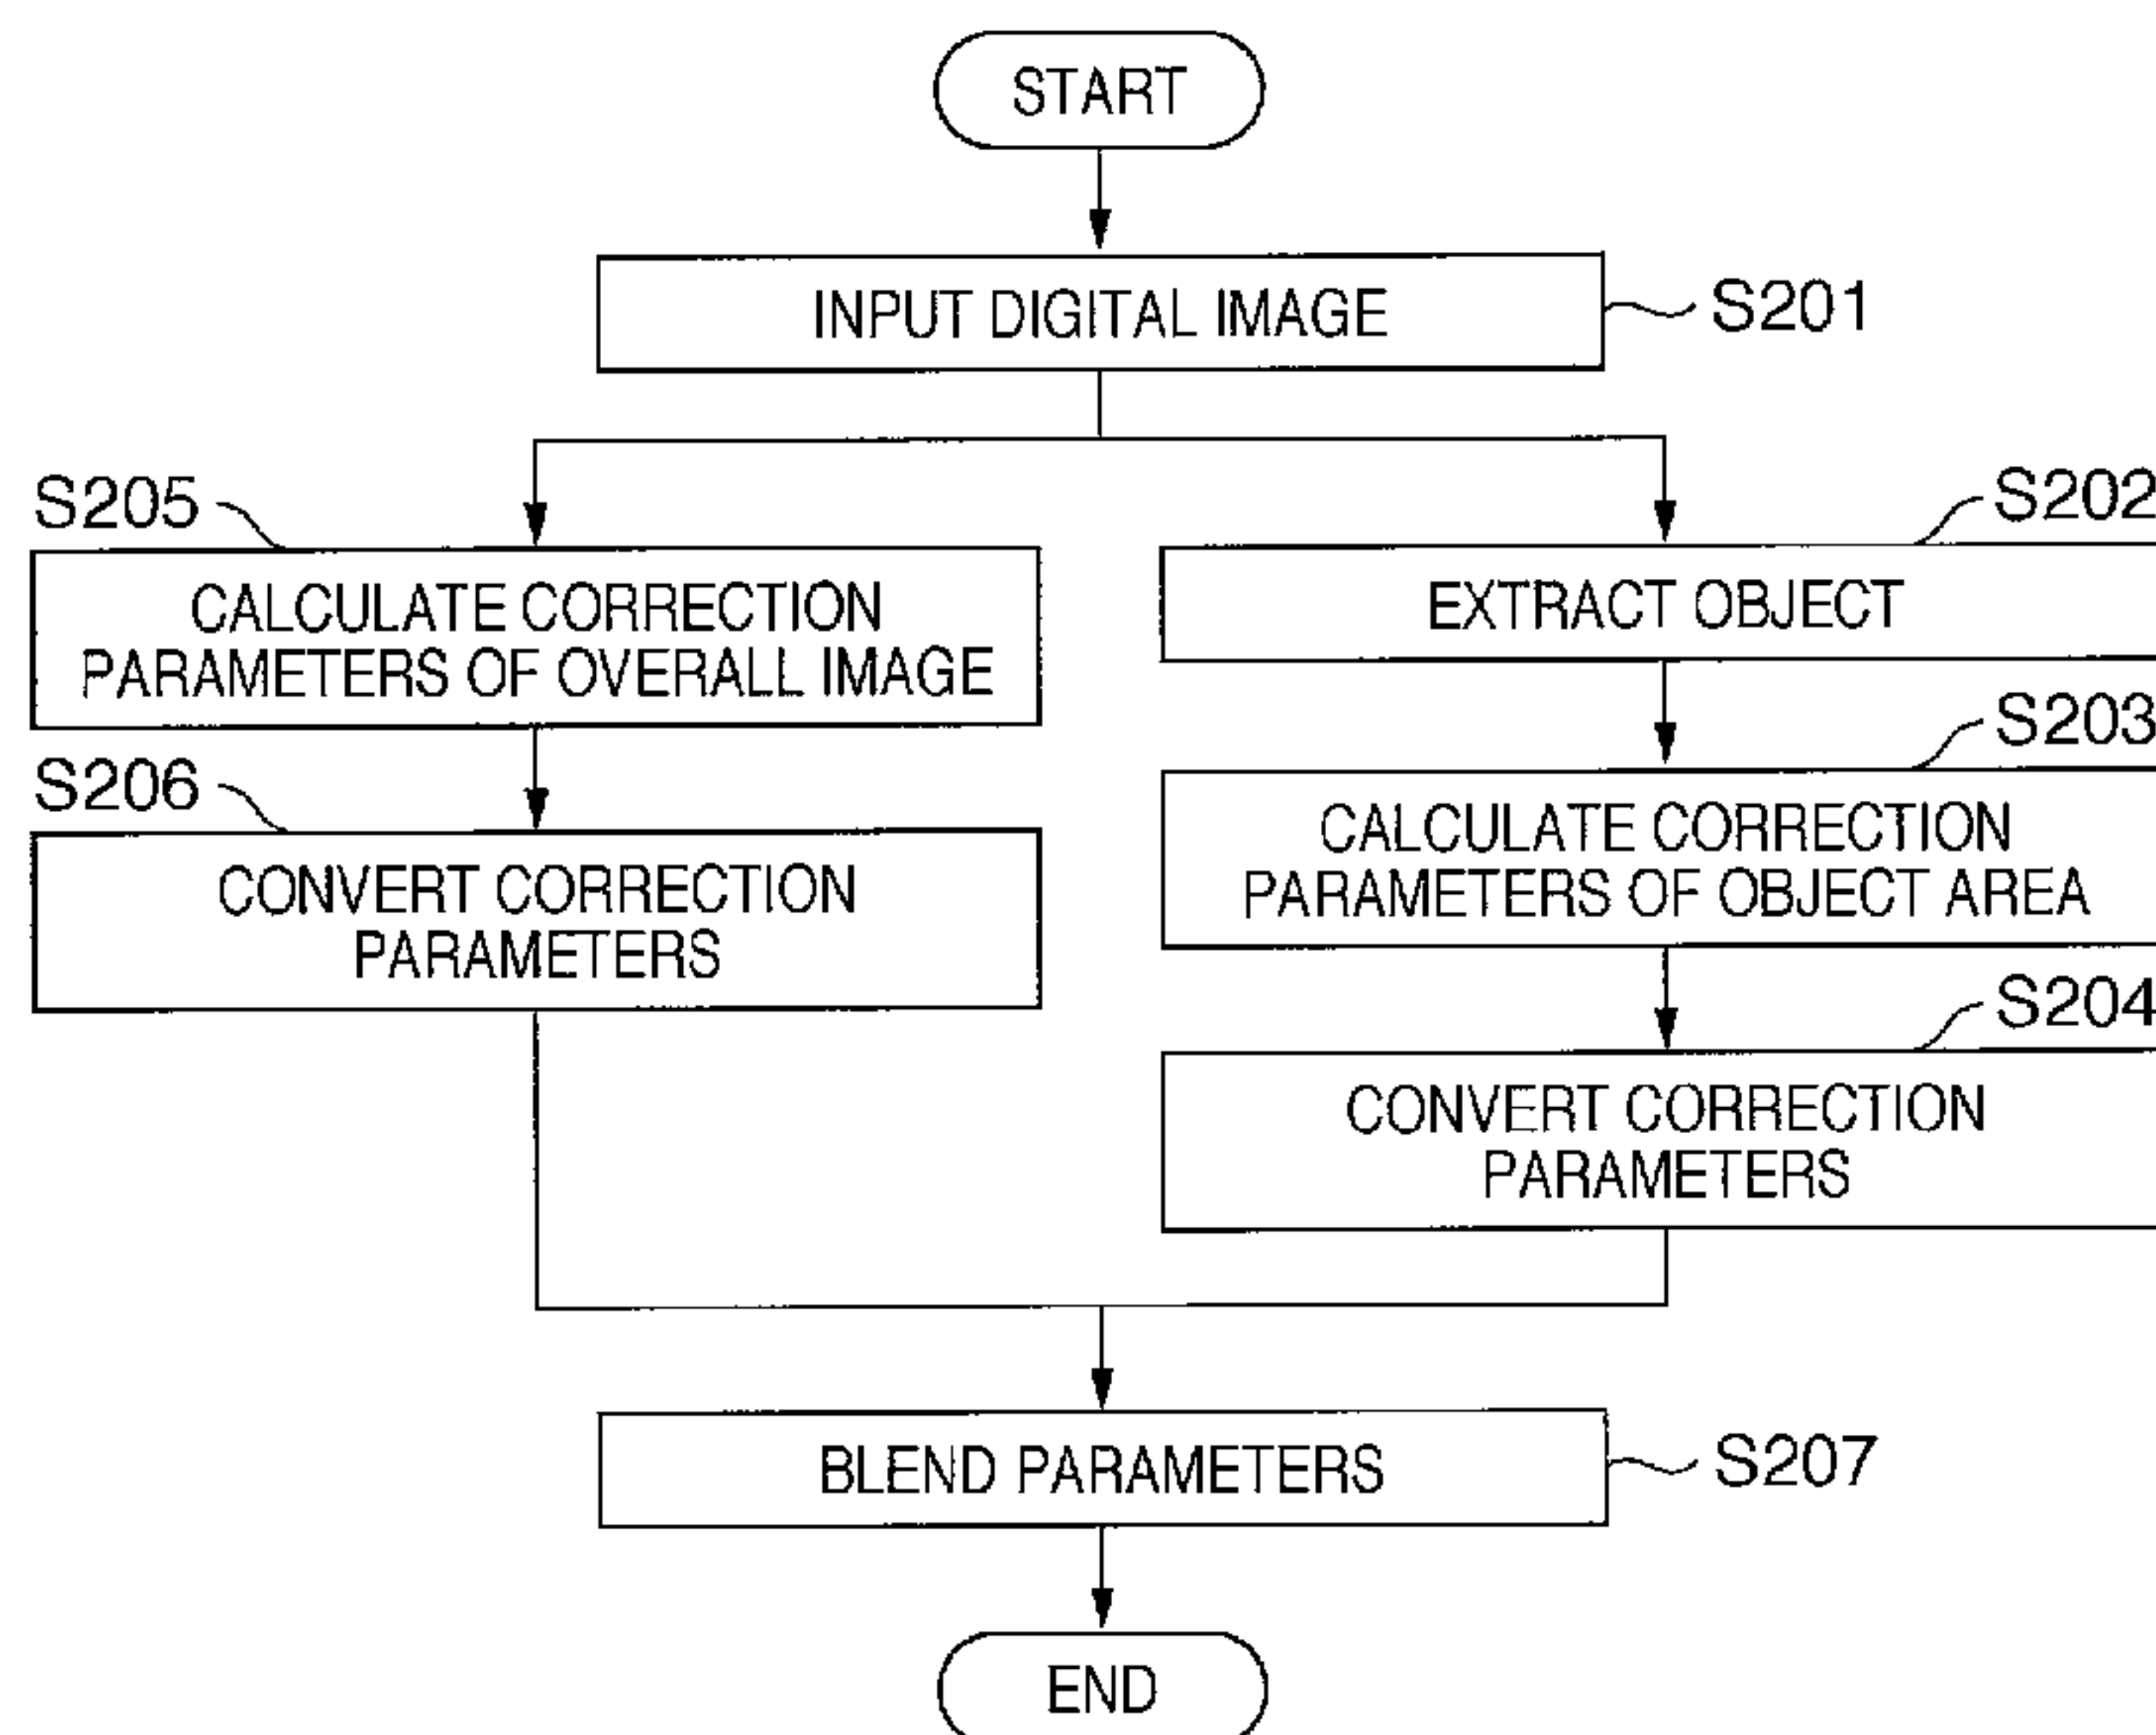 START
INPUT DIGITAL IMAGE
S201
S205
CALCULATE CORRECTION
PARAMETERS OF OVERALL IMAGE
S206
CONVERT CORRECTION
PARAMETERS
S202
EXTRACT OBJECT
S203
CALCULATE CORRECTION
PARAMETERS OF OBJECT AREA
S204
CONVERT CORRECTION
PARAMETERS
BLEND PARAMETERS
S207
END